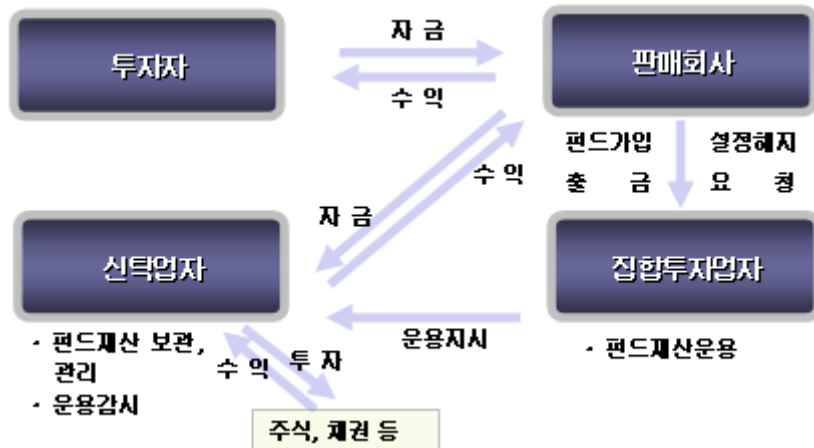 투자자
자 금
수 익
판매회사
펀드가입 설정해지
출 금 요 청
수 익
자 금
신탁업자
집합투자업자
운용지시
· 펀드재산 보관,
관리
· 운용감시
수 익
투 자
· 펀드재산운용
주식, 채권 등